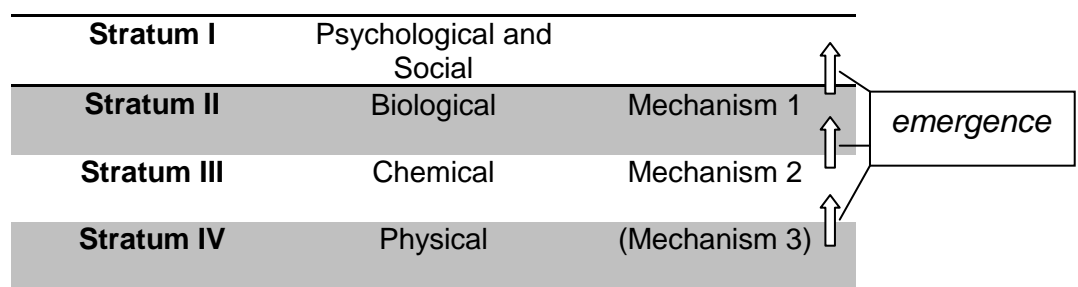 Stratum I Psychological and
Social
Stratum II Biological Mechanism 1
emergence
Stratum III Chemical Mechanism 2
Stratum IV Physical (Mechanism 3)